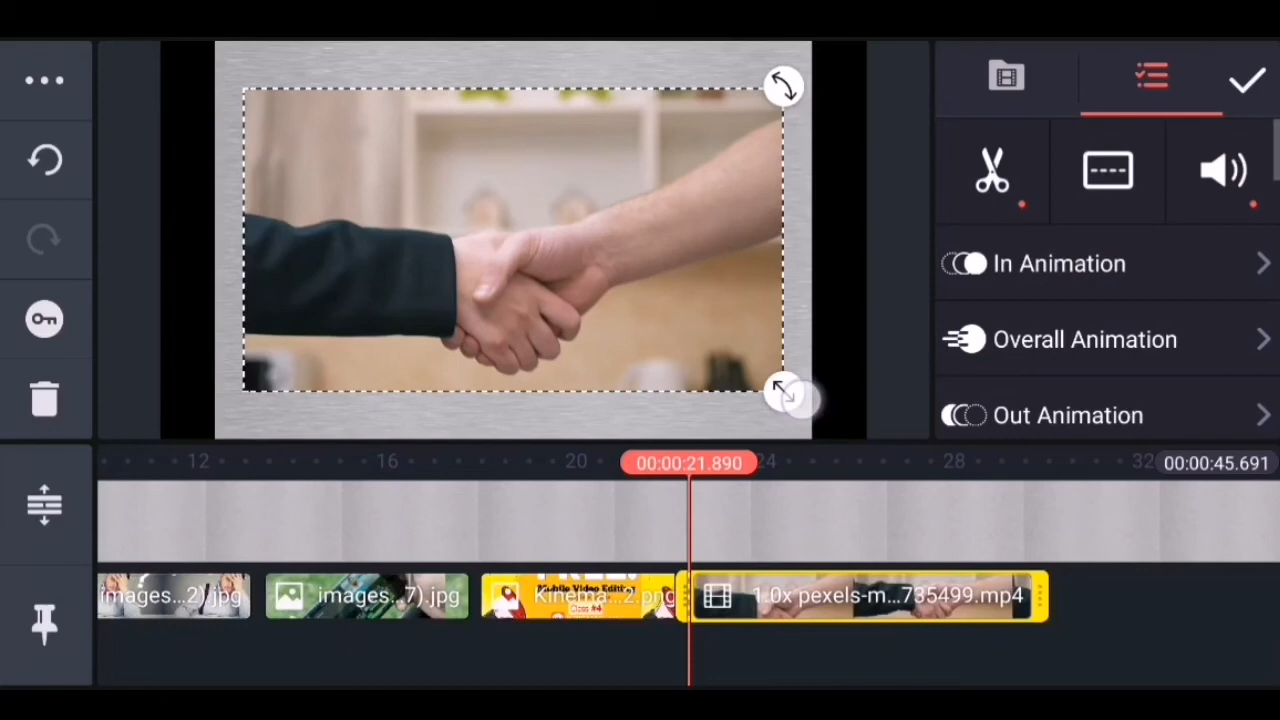 In Animation
Overall Animation
Out Animation
12
16
20
00:00:21.890
24
28
32
00:00:45.691
images...2).jpg
images...7).jpg
Mobile Video Editi
Class #4
Kinema...2.png
1.0x pexels-m...735499.mp4